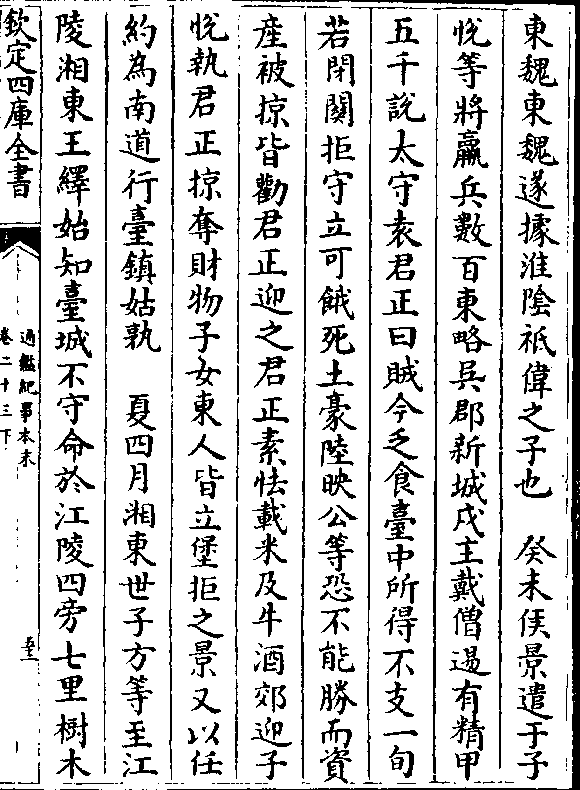 東魏東魏遂據淮陰祗偉之子也　癸未侯景遣于子
悅等將羸兵數百東略吳郡新城戍主戴僧逷有精甲
五千說太守袁君正曰賊今乏食臺中所得不支一旬
若閉關拒守立可餓死土豪陸映公等恐不能勝而資
產被掠皆勸君正迎之君正素怯載米及牛酒郊迎子
悅執君正掠奪財物子女東人皆立堡拒之景又以任
約為南道行臺鎮姑孰　夏四月湘東世子方等至江
陵湘東王繹始知臺城不守命於江陵四旁七里樹木
欽定四庫全書
通鑑紀事本末
卷二十三下